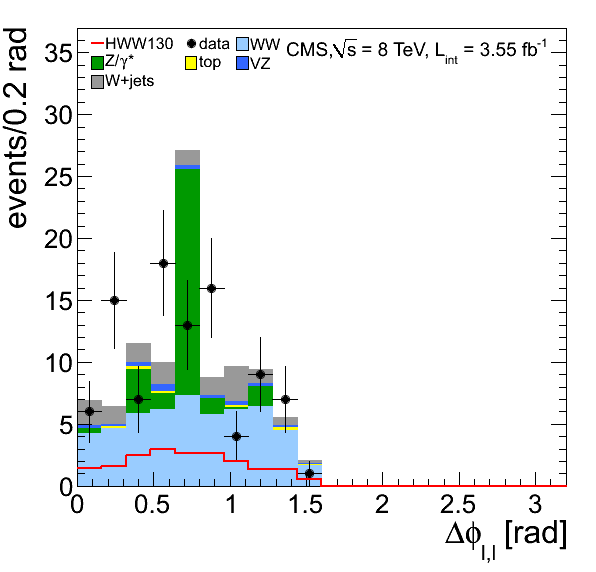 HWW130 data WW
Z/γ* top VZ
W+jets
CMS,√s = 8 TeV, L_int = 3.55 fb⁻¹
events/0.2 rad
35
30
25
20
15
10
5
0
0 0.5 1 1.5 2 2.5 3
Δϕ_l,l [rad]